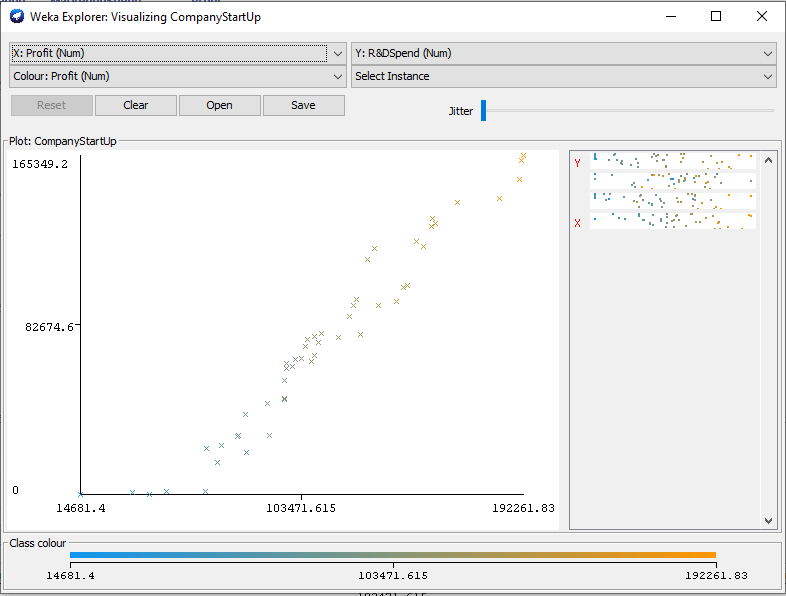 Weka Explorer: Visualizing CompanyStartUp
X: Profit (Num)
Y: R&DSpend (Num)
Colour: Profit (Num)
Select Instance
Reset
Clear
Open
Save
Jitter
Plot: CompanyStartUp
165349.2
82674.6
0
14681.4
103471.615
192261.83
Y
X
Class colour
14681.4
103471.615
192261.83